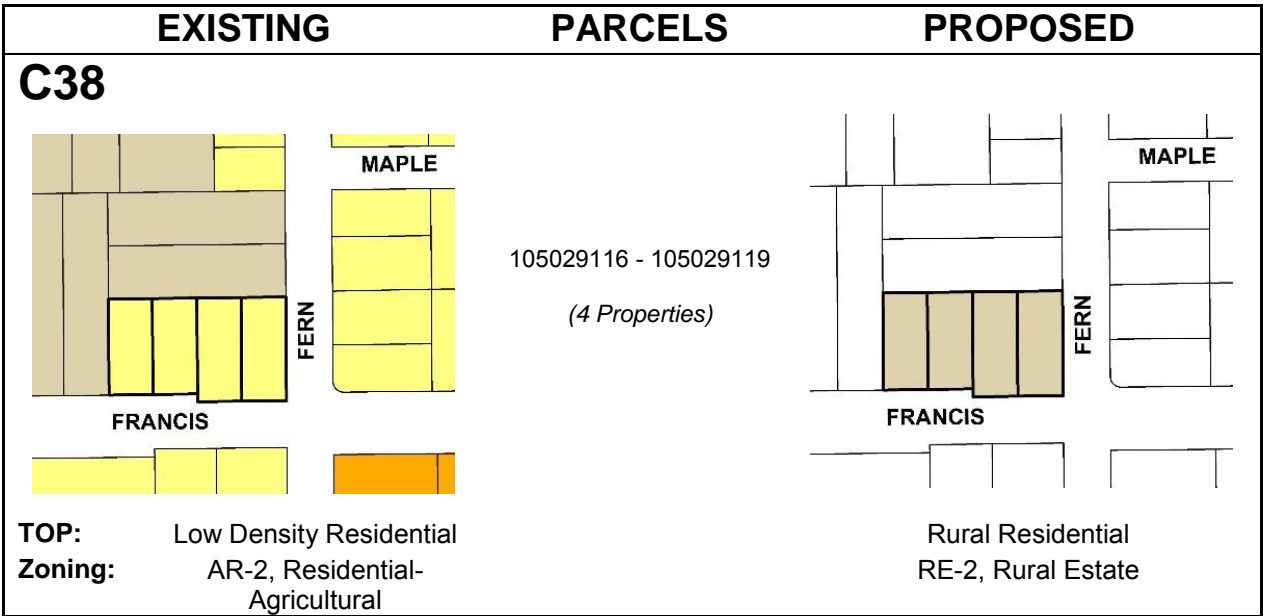 EXISTING PARCELS PROPOSED
C38
MAPLE
FERN
FRANCIS
105029116 - 105029119
(4 Properties)
MAPLE
FERN
FRANCIS
TOP: Low Density Residential Rural Residential
Zoning: AR-2, Residential- RE-2, Rural Estate
Agricultural